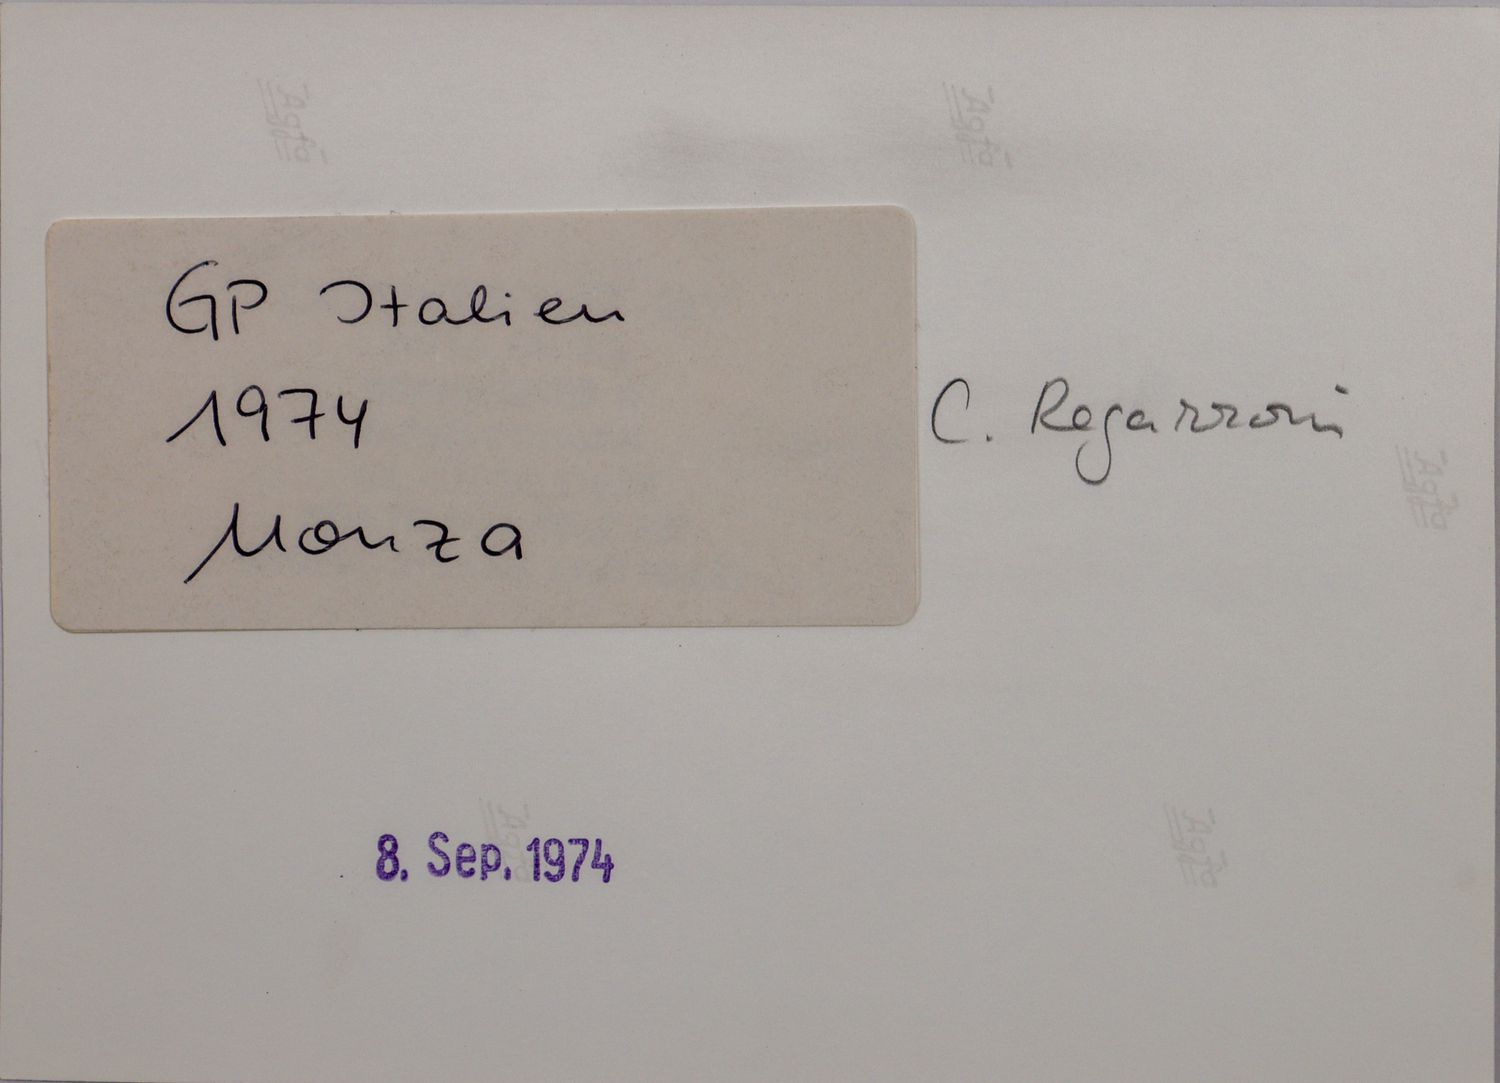 GP Italien
1974
Monza
C. Regazzoni
8. Sep. 1974